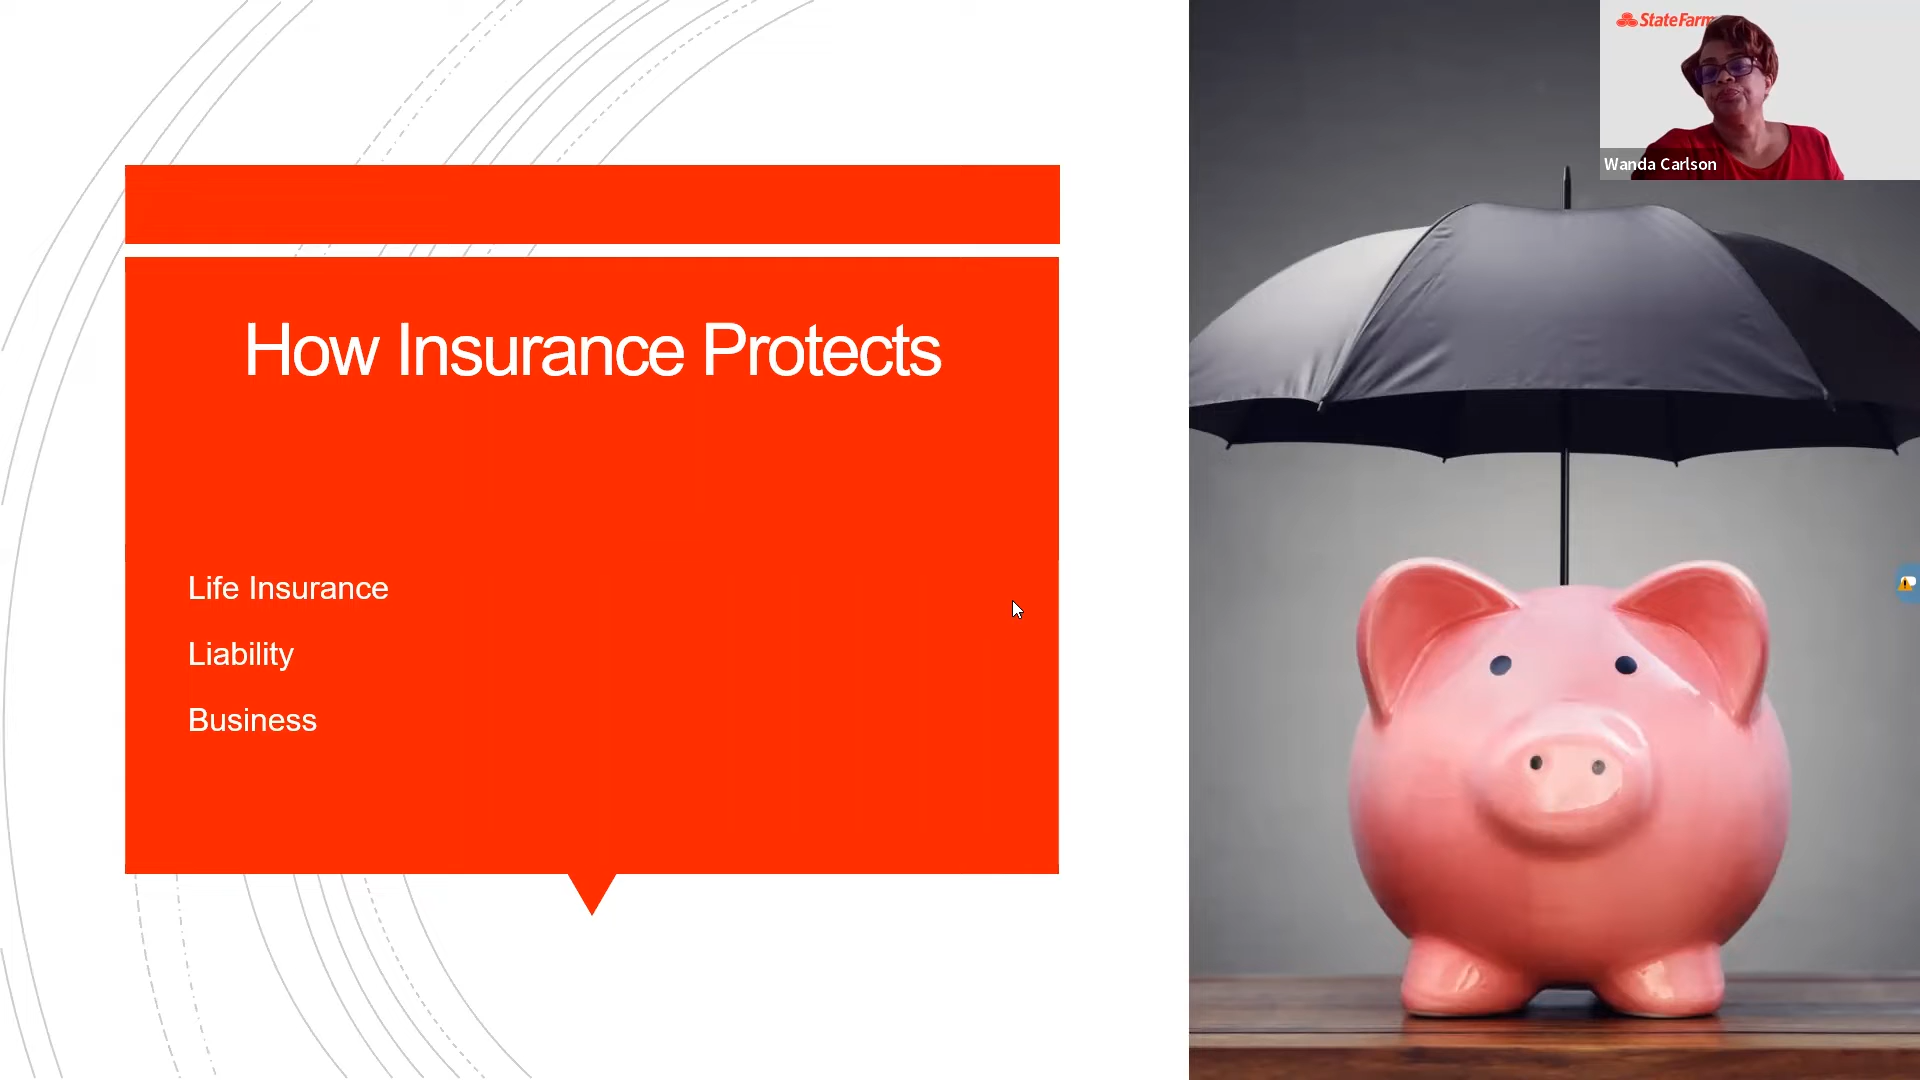 StateFarm
Wanda Carlson
How Insurance Protects
Life Insurance
Liability
Business